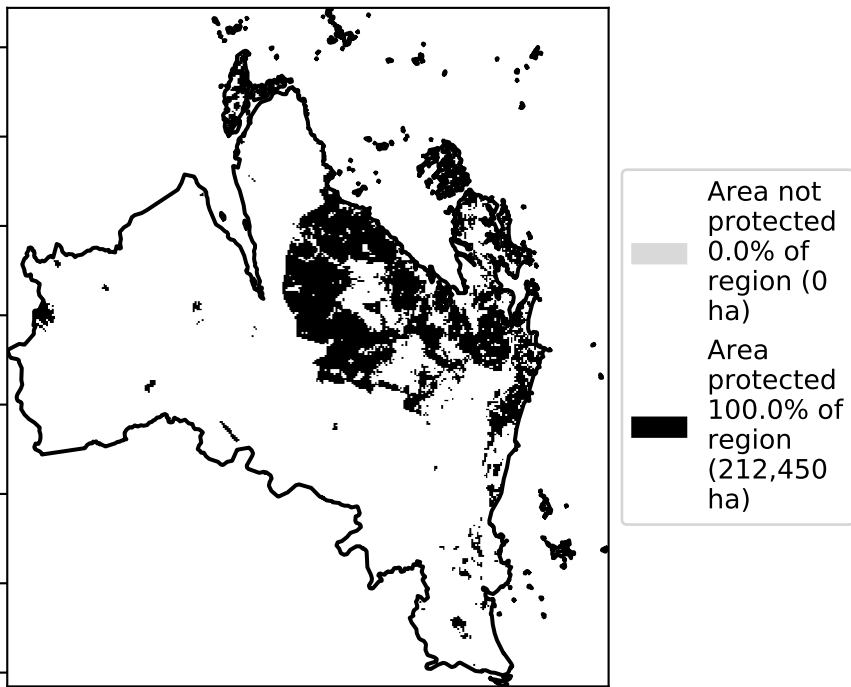 Area not
protected
0.0% of
region (0
ha)
Area
protected
100.0% of
region
(212,450
ha)